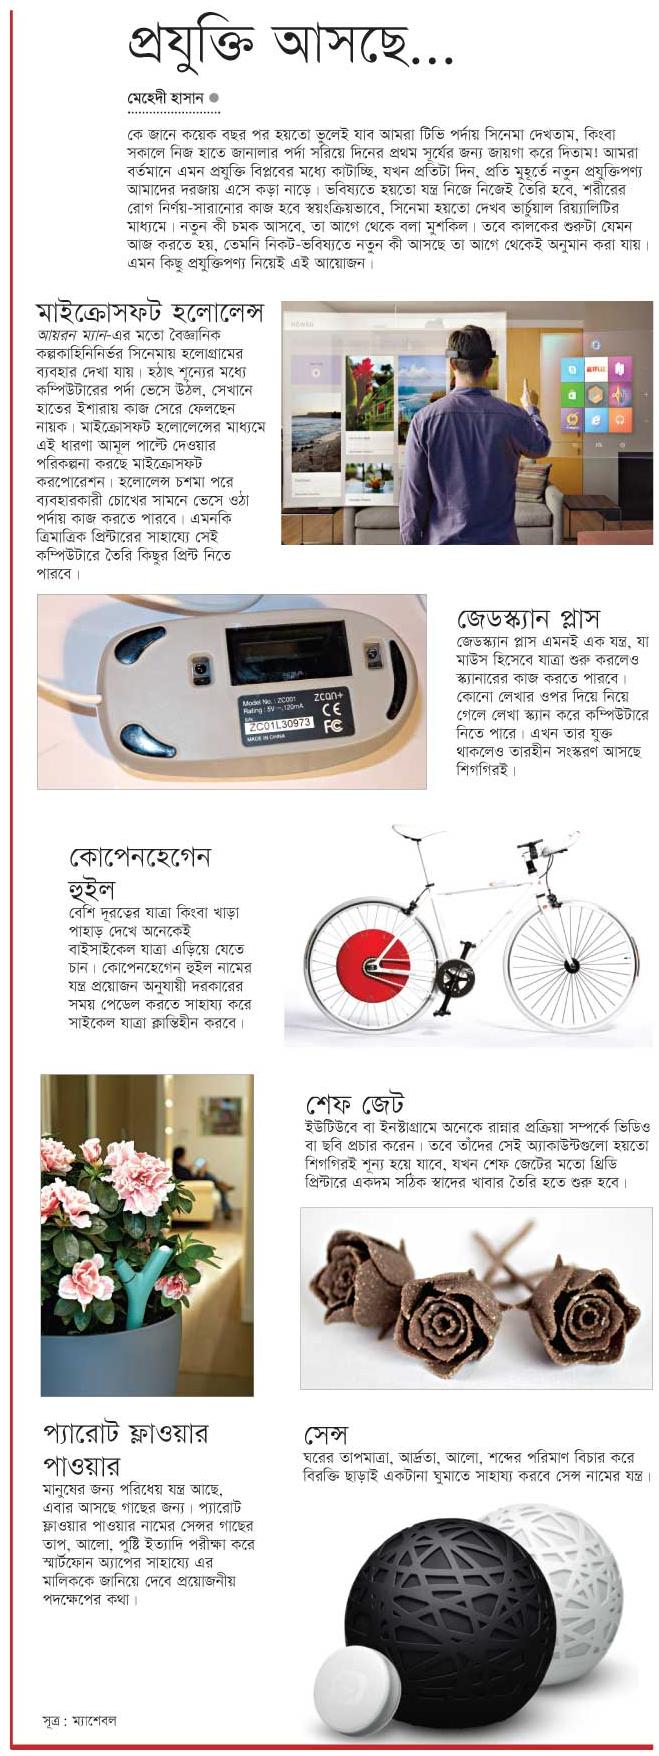 প্রযুক্তি আসছে...
মেহেদী হাসান ●
কে জানে কয়েক বছর পর হয়তো ভুলেই যাব আমরা টিভি পর্দায় সিনেমা দেখতাম, কিংবা
সকালে নিজ হাতে জানালার পর্দা সরিয়ে দিনের প্রথম সূর্যের জন্য জায়গা করে দিতাম! আমরা
বর্তমানে এমন প্রযুক্তি বিপ্লবের মধ্যে কাটাচ্ছি, যখন প্রতিটা দিন, প্রতি মুহূর্তে নতুন প্রযুক্তিপণ্য
আমাদের দরজায় এসে কড়া নাড়ে। ভবিষ্যতে হয়তো যন্ত্র নিজে নিজেই তৈরি হবে, শরীরের
রোগ নির্ণয়-সারানোর কাজ হবে স্বয়ংক্রিয়ভাবে, সিনেমা হয়তো দেখব ভার্চুয়াল রিয়্যালিটির
মাধ্যমে। নতুন কী চমক আসবে, তা আগে থেকে বলা মুশকিল। তবে কালকের শুরুটা যেমন
আজ করতে হয়, তেমনি নিকট-ভবিষ্যতে নতুন কী আসছে তা আগে থেকেই অনুমান করা যায়।
এমন কিছু প্রযুক্তিপণ্য নিয়েই এই আয়োজন।
মাইক্রোসফট হলোলেন্স
আয়রন ম্যান-এর মতো বৈজ্ঞানিক
কল্পকাহিনিনির্ভর সিনেমায় হলোগ্রামের
ব্যবহার দেখা যায়। হঠাৎ শূন্যের মধ্যে
কম্পিউটারের পর্দা ভেসে উঠল, সেখানে
হাতের ইশারায় কাজ সেরে ফেলছেন
নায়ক। মাইক্রোসফট হলোলেন্সের মাধ্যমে
এই ধারণা আমূল পাল্টে দেওয়ার
পরিকল্পনা করছে মাইক্রোসফট
করপোরেশন। হলোলেন্স চশমা পরে
ব্যবহারকারী চোখের সামনে ভেসে ওঠা
পর্দায় কাজ করতে পারবে। এমনকি
ত্রিমাত্রিক প্রিন্টারের সাহায্যে সেই
কম্পিউটারে তৈরি কিছুর প্রিন্ট নিতে
পারবে।
NETFLIX
zcan+
Model No. : ZC001
Rating : 5V ⎓, 120mA
S/N:
ZC01L30973
MADE IN CHINA
CE
FC
জেডস্ক্যান প্লাস
জেডস্ক্যান প্লাস এমনই এক যন্ত্র, যা
মাউস হিসেবে যাত্রা শুরু করলেও
স্ক্যানারের কাজ করতে পারবে।
কোনো লেখার ওপর দিয়ে নিয়ে
গেলে লেখা স্ক্যান করে কম্পিউটারে
নিতে পারে। এখন তার যুক্ত
থাকলেও তারহীন সংস্করণ আসছে
শিগগিরই।
কোপেনহেগেন
হুইল
বেশি দূরত্বের যাত্রা কিংবা খাড়া
পাহাড় দেখে অনেকেই
বাইসাইকেল যাত্রা এড়িয়ে যেতে
চান। কোপেনহেগেন হুইল নামের
যন্ত্র প্রয়োজন অনুযায়ী দরকারের
সময় পেডেল করতে সাহায্য করে
সাইকেল যাত্রা ক্লান্তিহীন করবে।
শেফ জেট
ইউটিউবে বা ইনস্টাগ্রামে অনেকে রান্নার প্রক্রিয়া সম্পর্কে ভিডিও
বা ছবি প্রচার করেন। তবে তাঁদের সেই অ্যাকাউন্টগুলো হয়তো
শিগগিরই শূন্য হয়ে যাবে, যখন শেফ জেটের মতো থ্রিডি
প্রিন্টারে একদম সঠিক স্বাদের খাবার তৈরি হতে শুরু হবে।
প্যারোট ফ্লাওয়ার
পাওয়ার
মানুষের জন্য পরিধেয় যন্ত্র আছে,
এবার আসছে গাছের জন্য। প্যারোট
ফ্লাওয়ার পাওয়ার নামের সেন্সর গাছের
তাপ, আলো, পুষ্টি ইত্যাদি পরীক্ষা করে
স্মার্টফোন অ্যাপের সাহায্যে এর
মালিককে জানিয়ে দেবে প্রয়োজনীয়
পদক্ষেপের কথা।
সেন্স
ঘরের তাপমাত্রা, আর্দ্রতা, আলো, শব্দের পরিমাণ বিচার করে
বিরক্তি ছাড়াই একটানা ঘুমাতে সাহায্য করবে সেন্স নামের যন্ত্র।
সূত্র : ম্যাশেবল